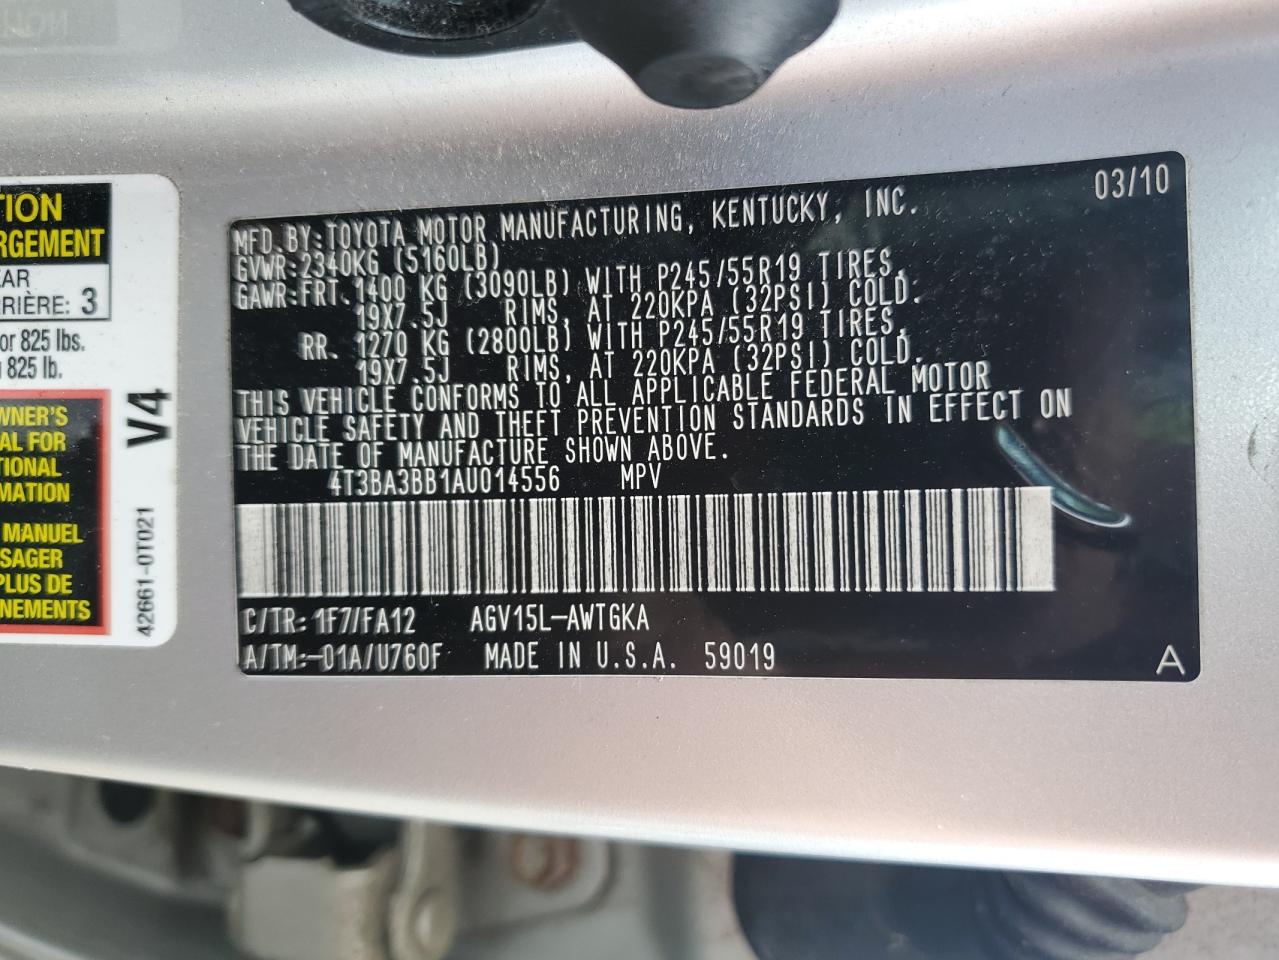 TION
RGEMENT
EAR
RIÈRE: 3
or 825 lbs.
825 lb.
WNER'S
AL FOR
TIONAL
MATION
MANUEL
SAGER
PLUS DE
NEMENTS
V4
42661-0T021
03/10
MFD.BY:TOYOTA MOTOR MANUFACTURING, KENTUCKY, INC.
GVWR:2340KG (5160LB)
GAWR:FRT.1400 KG (3090LB) WITH P245/55R19 TIRES,
19X7.5J RIMS, AT 220KPA (32PSI) COLD.
RR. 1270 KG (2800LB) WITH P245/55R19 TIRES,
19X7.5J RIMS, AT 220KPA (32PSI) COLD.
THIS VEHICLE CONFORMS TO ALL APPLICABLE FEDERAL MOTOR
VEHICLE SAFETY AND THEFT PREVENTION STANDARDS IN EFFECT ON
THE DATE OF MANUFACTURE SHOWN ABOVE.
4T3BA3BB1AU014556 MPV
C/TR: 1F7/FA12 AGV15L-AWTGKA
A/TM:-01A/U760F MADE IN U.S.A. 59019
A